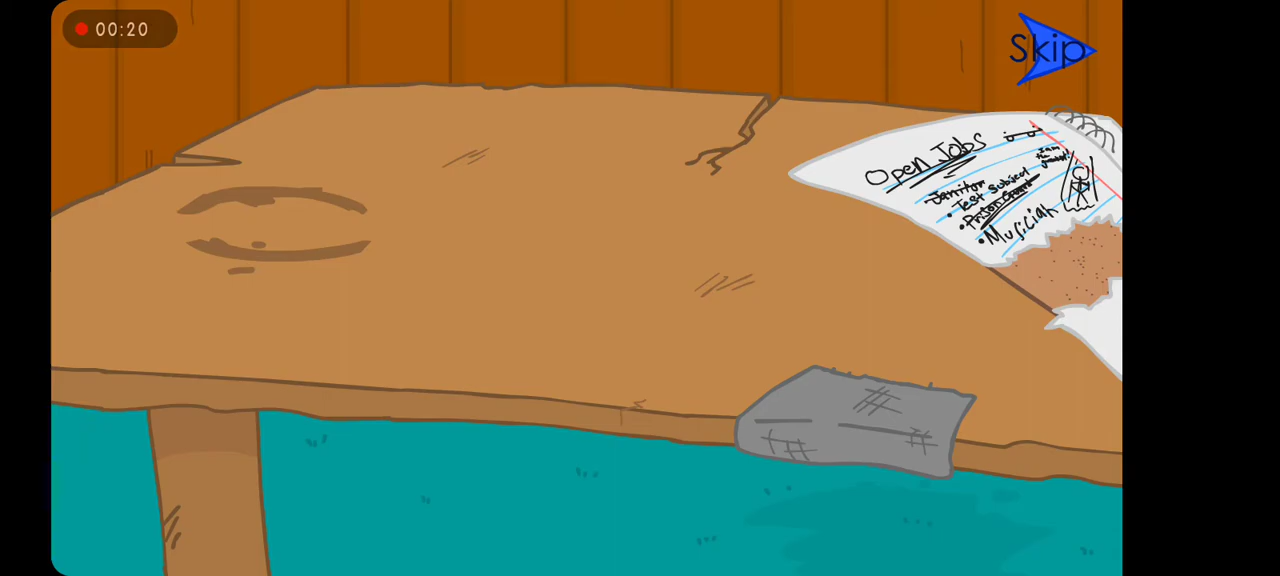 00:20
Skip
Open Jobs
Janitor
• Test subject
• Prison Guard
• Musician